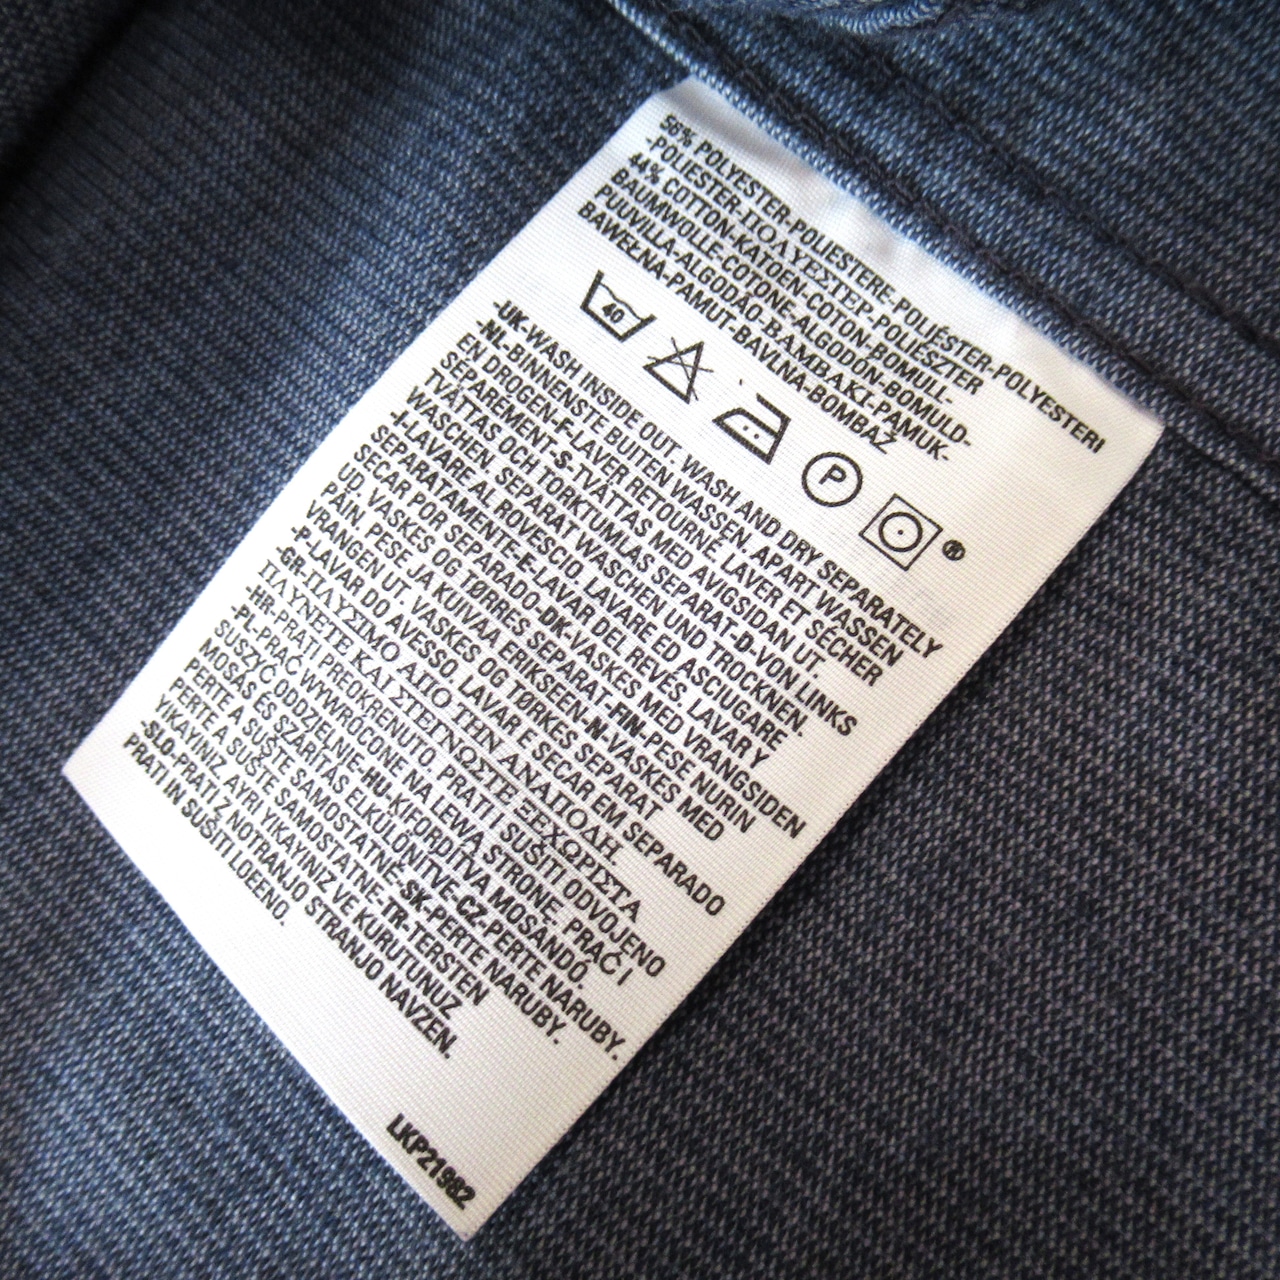 56% POLYESTER-POLIESTERE-POLIÉSTER-POLYESTERI
-POLIESTER-ΠΟΛΥΕΣΤΕΡ-POLIÉSZTER
44% COTTON-KATOEN-COTON-BOMULL-
BAUMWOLLE-COTONE-ALGODÓN-BOMULD-
PUUVILLA-ALGODÃO-ΒΑΜΒΑΚΙ-PAMUK-
BAWEŁNA-PAMUT-BAVLNA-BOMBAŽ
40
P
®
-UK-WASH INSIDE OUT. WASH AND DRY SEPARATELY
-NL-BINNENSTE BUITEN WASSEN. APART WASSEN
EN DROGEN-F-LAVER RETOURNÉ. LAVER ET SÉCHER
SÉPARÉMENT-S-TVÄTTAS MED AVIGSIDAN UT.
TVÄTTAS OCH TORKTUMLAS SEPARAT-D-VON LINKS
WASCHEN. SEPARAT WASCHEN UND TROCKNEN.
-I-LAVARE AL ROVESCIO. LAVARE ED ASCIUGARE
SEPARATAMENTE-E-LAVAR DEL REVÉS. LAVAR Y
SECAR POR SEPARADO-DK-VASKES MED VRANGSIDEN
UD. VASKES OG TØRRES SEPARAT-FIN-PESE NURIN
PÄIN. PESE JA KUIVAA ERIKSEEN-N-VASKES MED
VRANGEN UT. VASKES OG TØRKES SEPARAT
-P-LAVAR DO AVESSO. LAVAR E SECAR EM SEPARADO
-GR-ΠΛΥΣΙΜΟ ΑΠΟ ΤΗΝ ΑΝΑΠΟΔΗ.
ΠΛΥΝΕΤΕ ΚΑΙ ΣΤΕΓΝΩΣΤΕ ΞΕΧΩΡΙΣΤΑ
-HR-PRATI PREOKRENUTO. PRATI SUŠITI ODVOJENO
-PL-PRAĆ WYWRÓCONE NA LEWĄ STRONĘ. PRAĆ I
SUSZYĆ ODDZIELNIE-HU-KIFORDÍTVA MOSANDÓ.
MOSÁS ÉS SZÁRÍTÁS ELKÜLÖNÍTVE-CZ-PERTE NARUBY.
PERTE A SUŠTE SAMOSTATNĚ-SK-PERTE NARUBY.
PERTE A SUŠTE SAMOSTATNE-TR-TERSTEN
YIKAYINIZ. AYRI YIKAYINIZ VE KURUTUNUZ
-SLO-PRATI Z NOTRANJO STRANJO NAVZEN.
PRATI IN SUŠITI LOEENO.
LKP21982